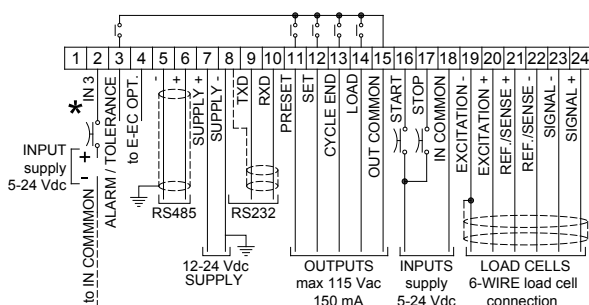 1 2 3 4 5 6 7 8 9 10 11 12 13 14 15 16 17 18 19 20 21 22 23 24
*
IN 3
ALARM / TOLERANCE
to E-EC OPT.
-
+
SUPPLY +
SUPPLY -
TXD
RXD
PRESET
SET
CYCLE END
LOAD
OUT COMMON
START
STOP
IN COMMON
EXCITATION -
EXCITATION +
REF./SENSE +
REF./SENSE -
SIGNAL -
SIGNAL +
INPUT +
supply
5-24 Vdc -
to IN COMMMON
RS485
RS232
12-24 Vdc
SUPPLY
OUTPUTS
max 115 Vac
150 mA
INPUTS
supply
5-24 Vdc
LOAD CELLS
6-WIRE load cell
connection